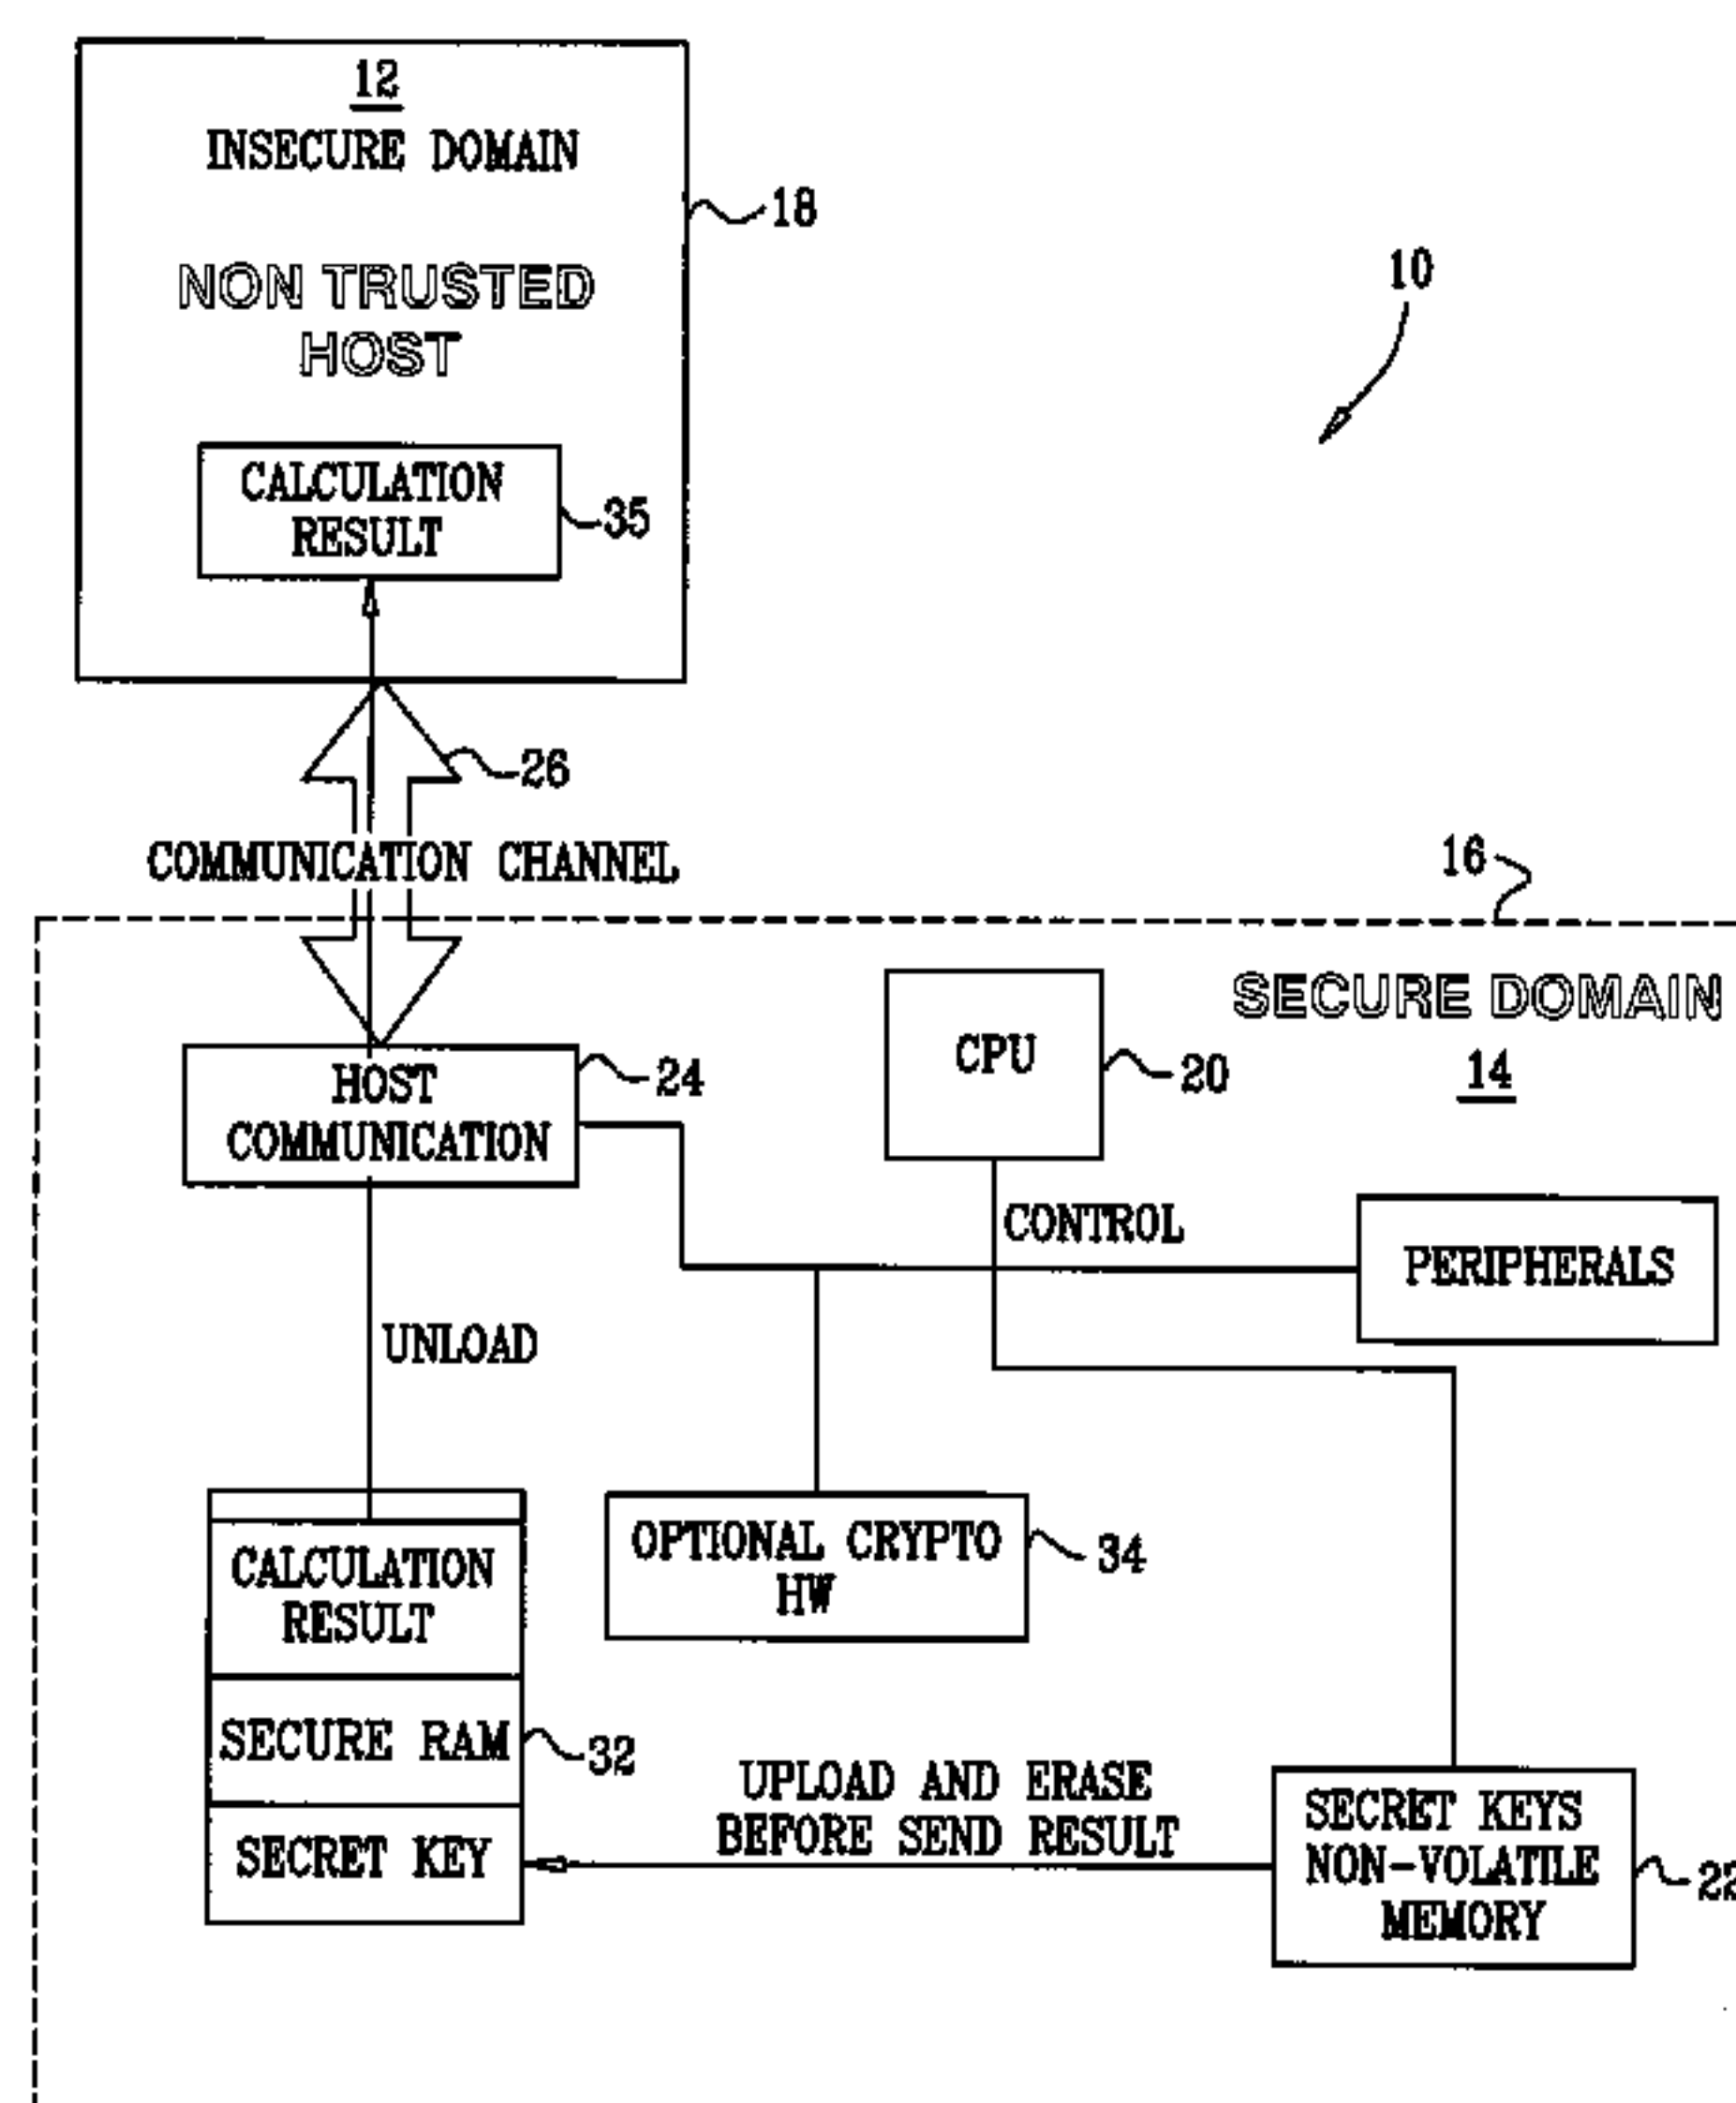 12
INSECURE DOMAIN
18
NON TRUSTED
HOST
10
CALCULATION
RESULT
35
26
COMMUNICATION CHANNEL
16
SECURE DOMAIN
14
CPU
20
HOST
COMMUNICATION
24
CONTROL
PERIPHERALS
UNLOAD
CALCULATION
RESULT
OPTIONAL CRYPTO
HW
34
SECURE RAM
32
UPLOAD AND ERASE
BEFORE SEND RESULT
SECRET KEY
SECRET KEYS
NON-VOLATILE
MEMORY
22